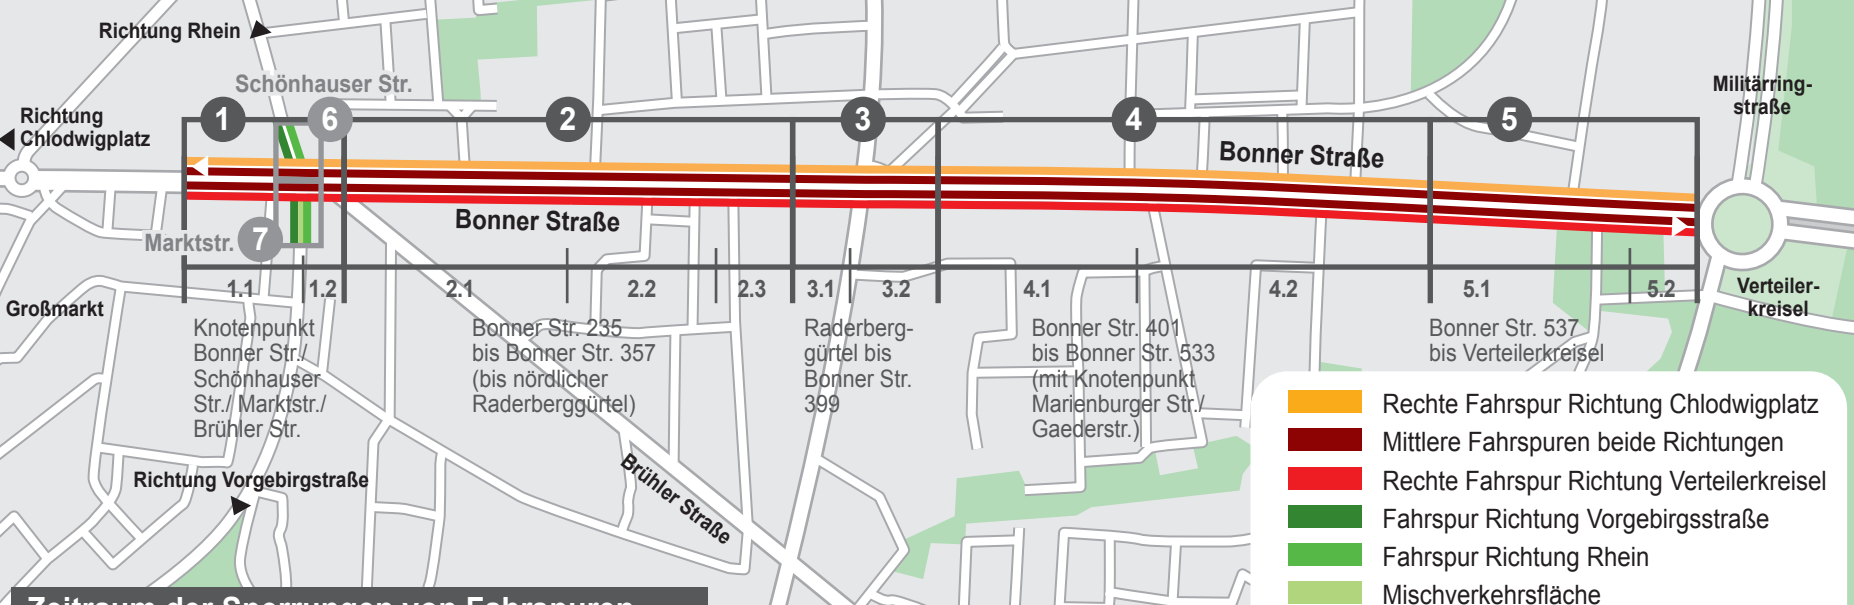 Richtung Rhein
Schönhauser Str.
Richtung
Chlodwigplatz
Militärring-
straße
1
6
2
3
4
5
Bonner Straße
Bonner Straße
Marktstr.
7
Großmarkt
Verteiler-
kreisel
1.1
1.2
2.1
2.2
2.3
3.1
3.2
4.1
4.2
5.1
5.2
Knotenpunkt
Bonner Str./
Schönhauser
Str./ Marktstr./
Brühler Str.
Bonner Str. 235
bis Bonner Str. 357
(bis nördlicher
Raderberggürtel)
Raderberg-
gürtel bis
Bonner Str.
399
Bonner Str. 401
bis Bonner Str. 533
(mit Knotenpunkt
Marienburger Str./
Gaederstr.)
Bonner Str. 537
bis Verteilerkreisel
Richtung Vorgebirgstraße
Brühler Straße
Rechte Fahrspur Richtung Chlodwigplatz
Mittlere Fahrspuren beide Richtungen
Rechte Fahrspur Richtung Verteilerkreisel
Fahrspur Richtung Vorgebirgsstraße
Fahrspur Richtung Rhein
Mischverkehrsfläche
Zeitraum der Sperrungen von Fahrspuren